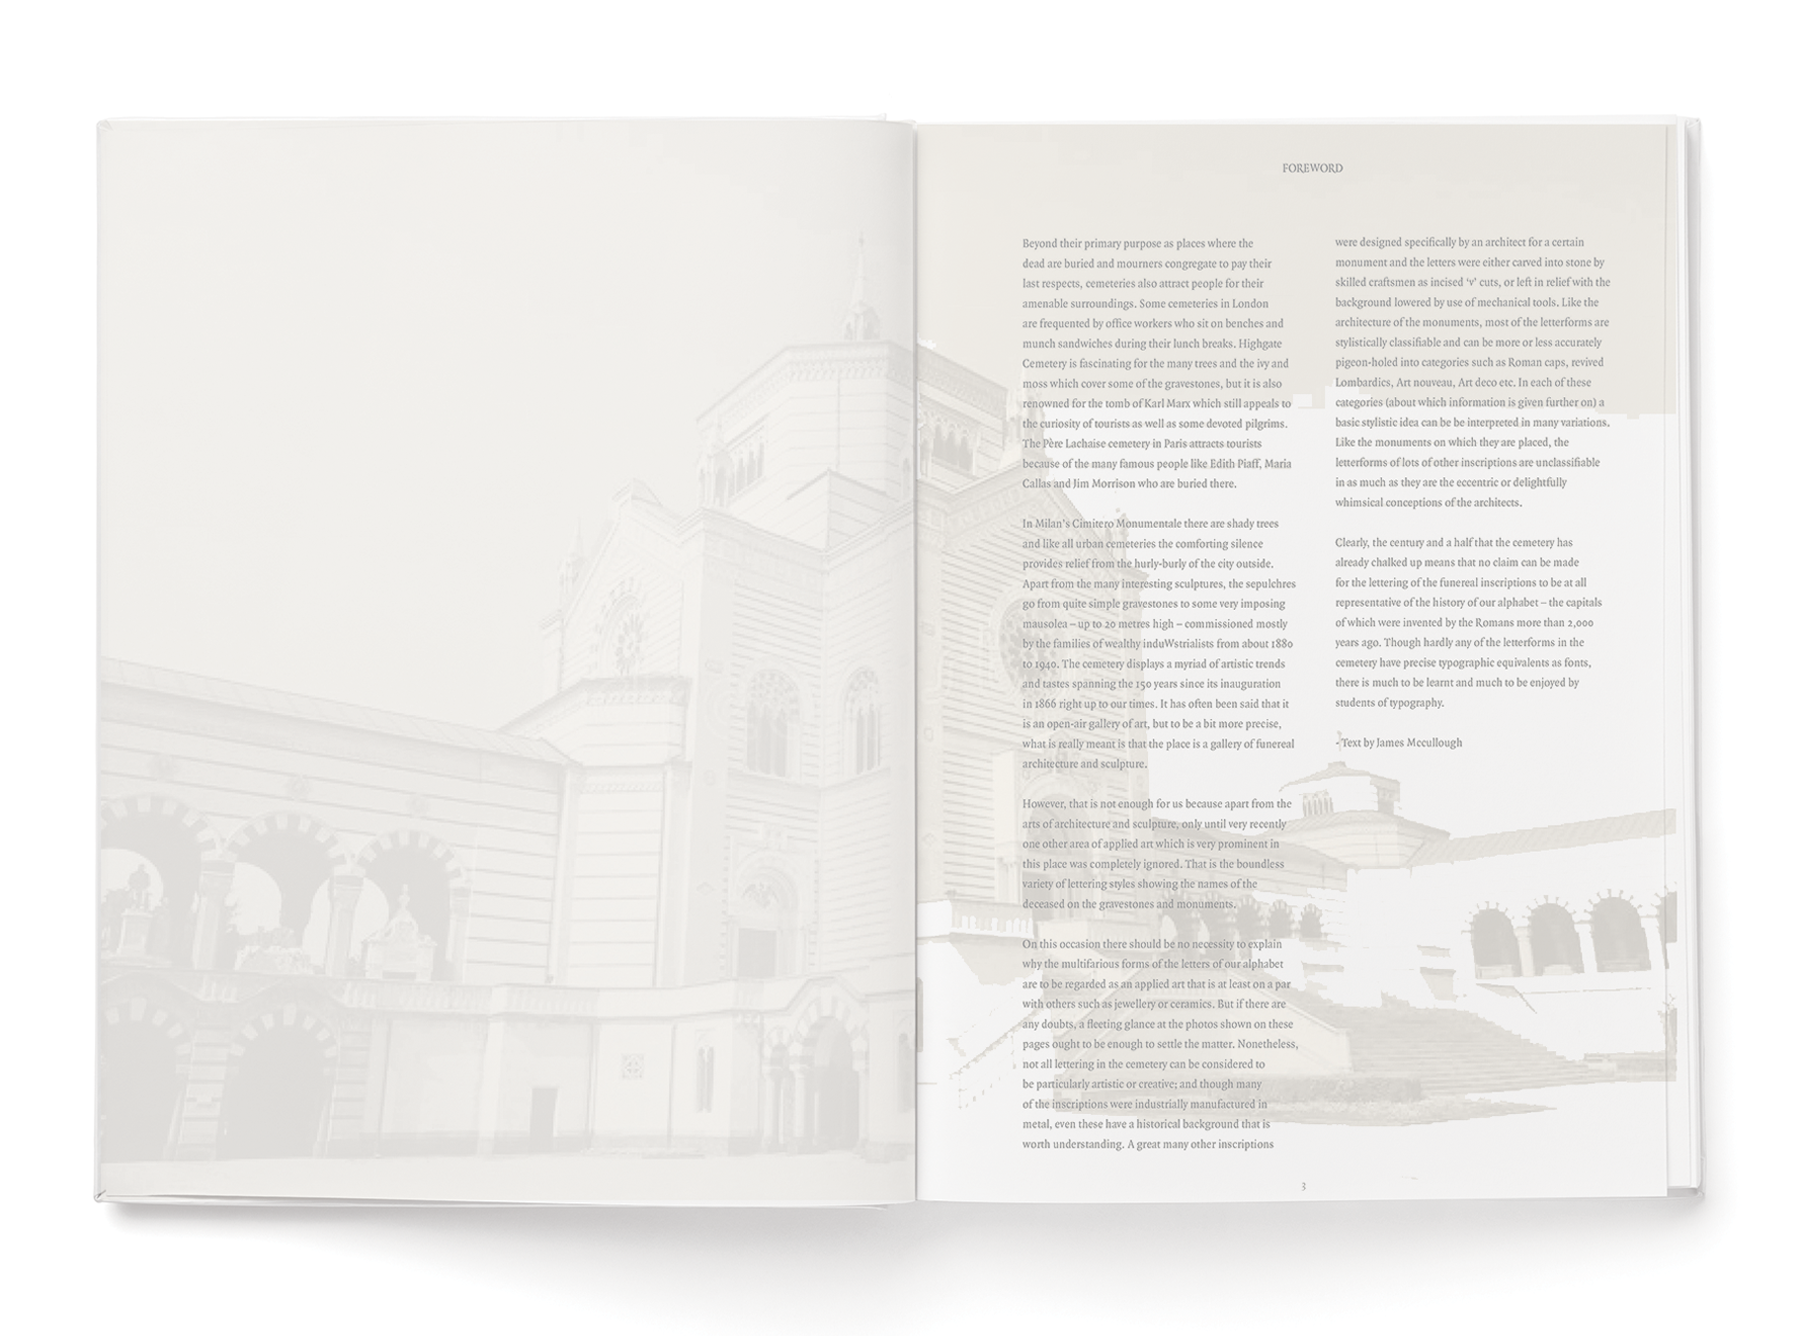 FOREWORD
Beyond their primary purpose as places where the
dead are buried and mourners congregate to pay their
last respects, cemeteries also attract people for their
amenable surroundings. Some cemeteries in London
are frequented by office workers who sit on benches and
munch sandwiches during their lunch breaks. Highgate
Cemetery is fascinating for the many trees and the ivy and
moss which cover some of the gravestones, but it is also
renowned for the tomb of Karl Marx which still appeals to
the curiosity of tourists as well as some devoted pilgrims.
The Père Lachaise cemetery in Paris attracts tourists
because of the many famous people like Edith Piaff, Maria
Callas and Jim Morrison who are buried there.
In Milan's Cimitero Monumentale there are shady trees
and like all urban cemeteries the comforting silence
provides relief from the hurly-burly of the city outside.
Apart from the many interesting sculptures, the sepulchres
go from quite simple gravestones to some very imposing
mausolea – up to 20 metres high – commissioned mostly
by the families of wealthy induWstrialists from about 1880
to 1940. The cemetery displays a myriad of artistic trends
and tastes spanning the 150 years since its inauguration
in 1866 right up to our times. It has often been said that it
is an open-air gallery of art, but to be a bit more precise,
what is really meant is that the place is a gallery of funereal
architecture and sculpture.
However, that is not enough for us because apart from the
arts of architecture and sculpture, only until very recently
one other area of applied art which is very prominent in
this place was completely ignored. That is the boundless
variety of lettering styles showing the names of the
deceased on the gravestones and monuments.
On this occasion there should be no necessity to explain
why the multifarious forms of the letters of our alphabet
are to be regarded as an applied art that is at least on a par
with others such as jewellery or ceramics. But if there are
any doubts, a fleeting glance at the photos shown on these
pages ought to be enough to settle the matter. Nonetheless,
not all lettering in the cemetery can be considered to
be particularly artistic or creative; and though many
of the inscriptions were industrially manufactured in
metal, even these have a historical background that is
worth understanding. A great many other inscriptions
were designed specifically by an architect for a certain
monument and the letters were either carved into stone by
skilled craftsmen as incised 'v' cuts, or left in relief with the
background lowered by use of mechanical tools. Like the
architecture of the monuments, most of the letterforms are
stylistically classifiable and can be more or less accurately
pigeon-holed into categories such as Roman caps, revived
Lombardics, Art nouveau, Art deco etc. In each of these
categories (about which information is given further on) a
basic stylistic idea can be be interpreted in many variations.
Like the monuments on which they are placed, the
letterforms of lots of other inscriptions are unclassifiable
in as much as they are the eccentric or delightfully
whimsical conceptions of the architects.
Clearly, the century and a half that the cemetery has
already chalked up means that no claim can be made
for the lettering of the funereal inscriptions to be at all
representative of the history of our alphabet – the capitals
of which were invented by the Romans more than 2,000
years ago. Though hardly any of the letterforms in the
cemetery have precise typographic equivalents as fonts,
there is much to be learnt and much to be enjoyed by
students of typography.
- Text by James Mccullough
3